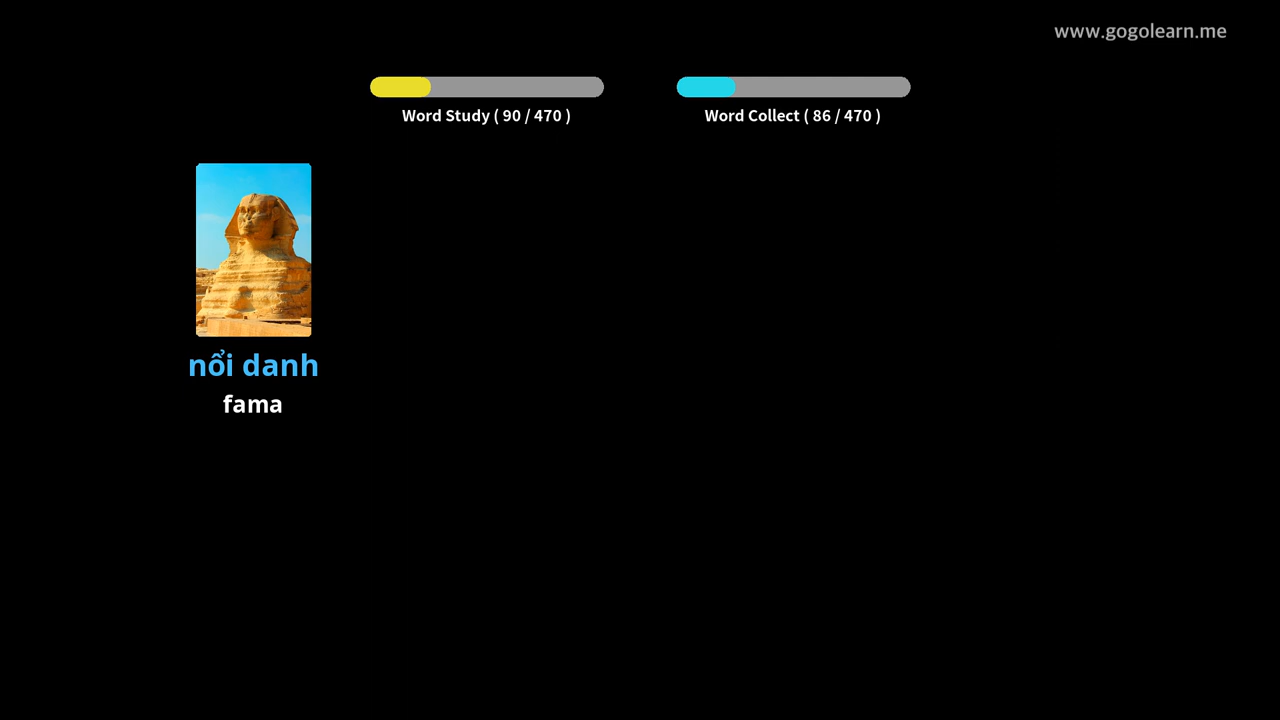 www.gogolearn.me
Word Study ( 90 / 470 )
Word Collect ( 86 / 470 )
nổi danh
fama